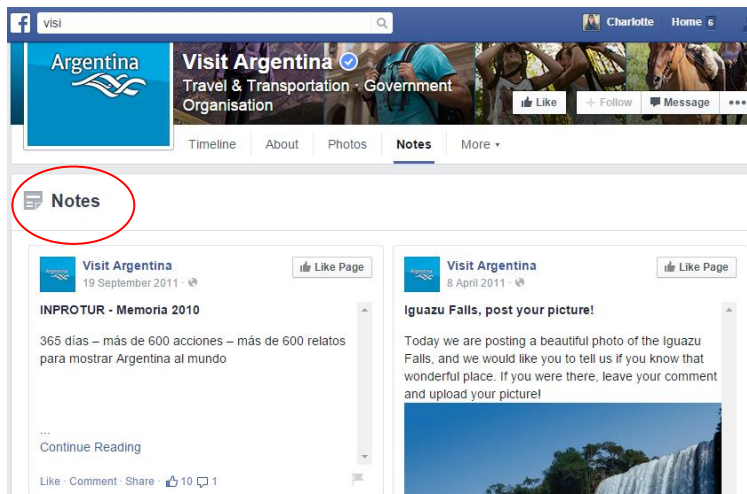 f visi
Charlotte Home 6
Argentina
Visit Argentina
Travel & Transportation · Government
Organisation
Like + Follow Message •••
Timeline About Photos Notes More
Notes
Visit Argentina
Like Page
19 September 2011 ·
INPROTUR - Memoria 2010
365 días – más de 600 acciones – más de 600 relatos
para mostrar Argentina al mundo
...
Continue Reading
Like · Comment · Share · 10 1
Argentina
Visit Argentina
Like Page
8 April 2011 ·
Iguazu Falls, post your picture!
Today we are posting a beautiful photo of the Iguazu
Falls, and we would like you to tell us if you know that
wonderful place. If you were there, leave your comment
and upload your picture!